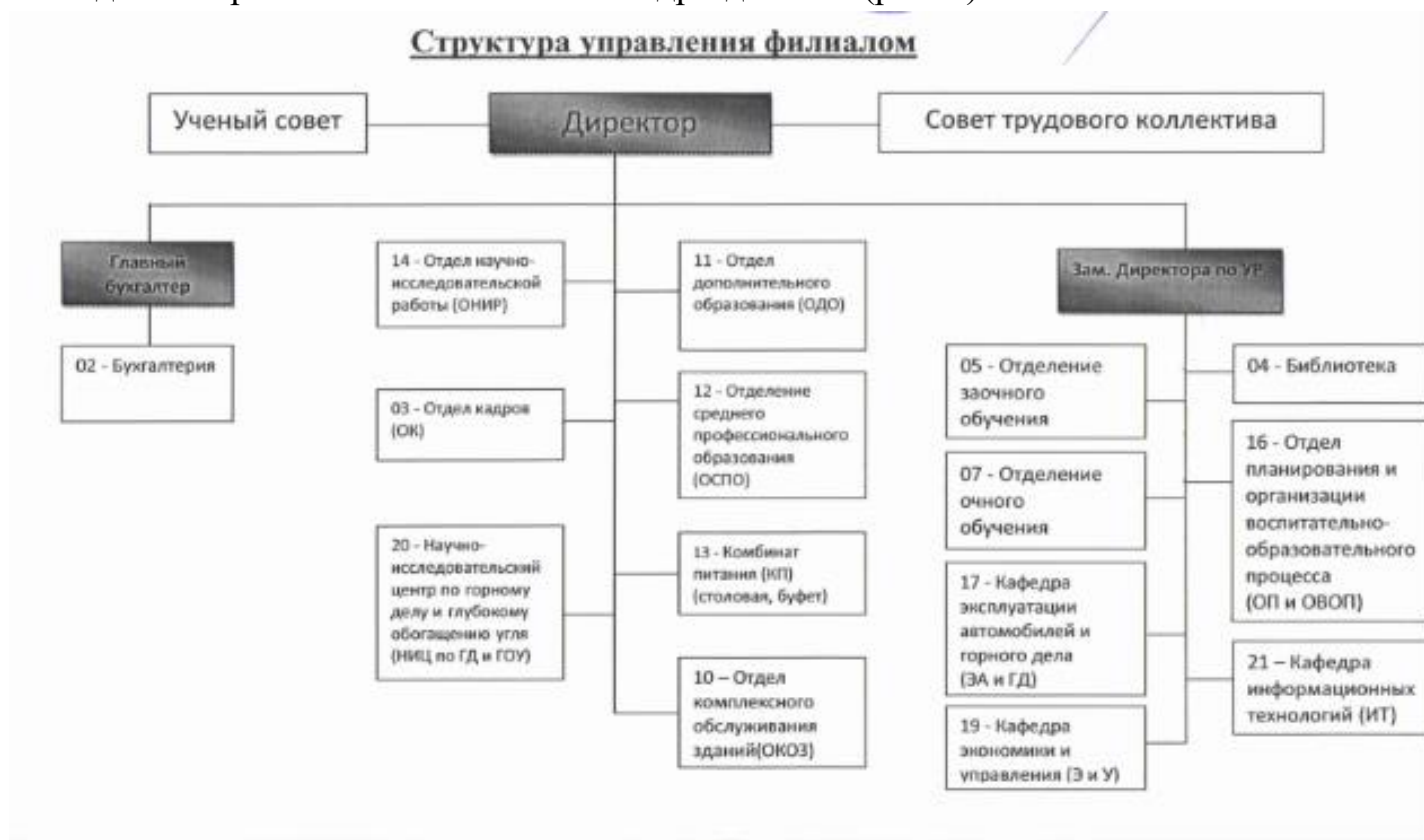 Структура управления филиалом
Ученый совет
Директор
Совет трудового коллектива
Главный
бухгалтер
02 - Бухгалтерия
14 - Отдел научно-
исследовательской
работы (ОНИР)
03 - Отдел кадров
(ОК)
20 - Научно-
исследовательский
центр по горному
делу и глубокому
обогащению угля
(НИЦ по ГД и ГОУ)
11 - Отдел
дополнительного
образования (ОДО)
12 - Отделение
среднего
профессионального
образования
(ОСПО)
13 - Комбинат
питания (КП)
(столовая, буфет)
10 – Отдел
комплексного
обслуживания
зданий(ОКОЗ)
Зам. Директора по УР
05 - Отделение
заочного
обучения
07 - Отделение
очного
обучения
17 - Кафедра
эксплуатации
автомобилей и
горного дела
(ЭА и ГД)
19 - Кафедра
экономики и
управления (Э и У)
04 - Библиотека
16 - Отдел
планирования и
организации
воспитательно-
образовательного
процесса
(ОП и ОВОП)
21 – Кафедра
информационных
технологий (ИТ)